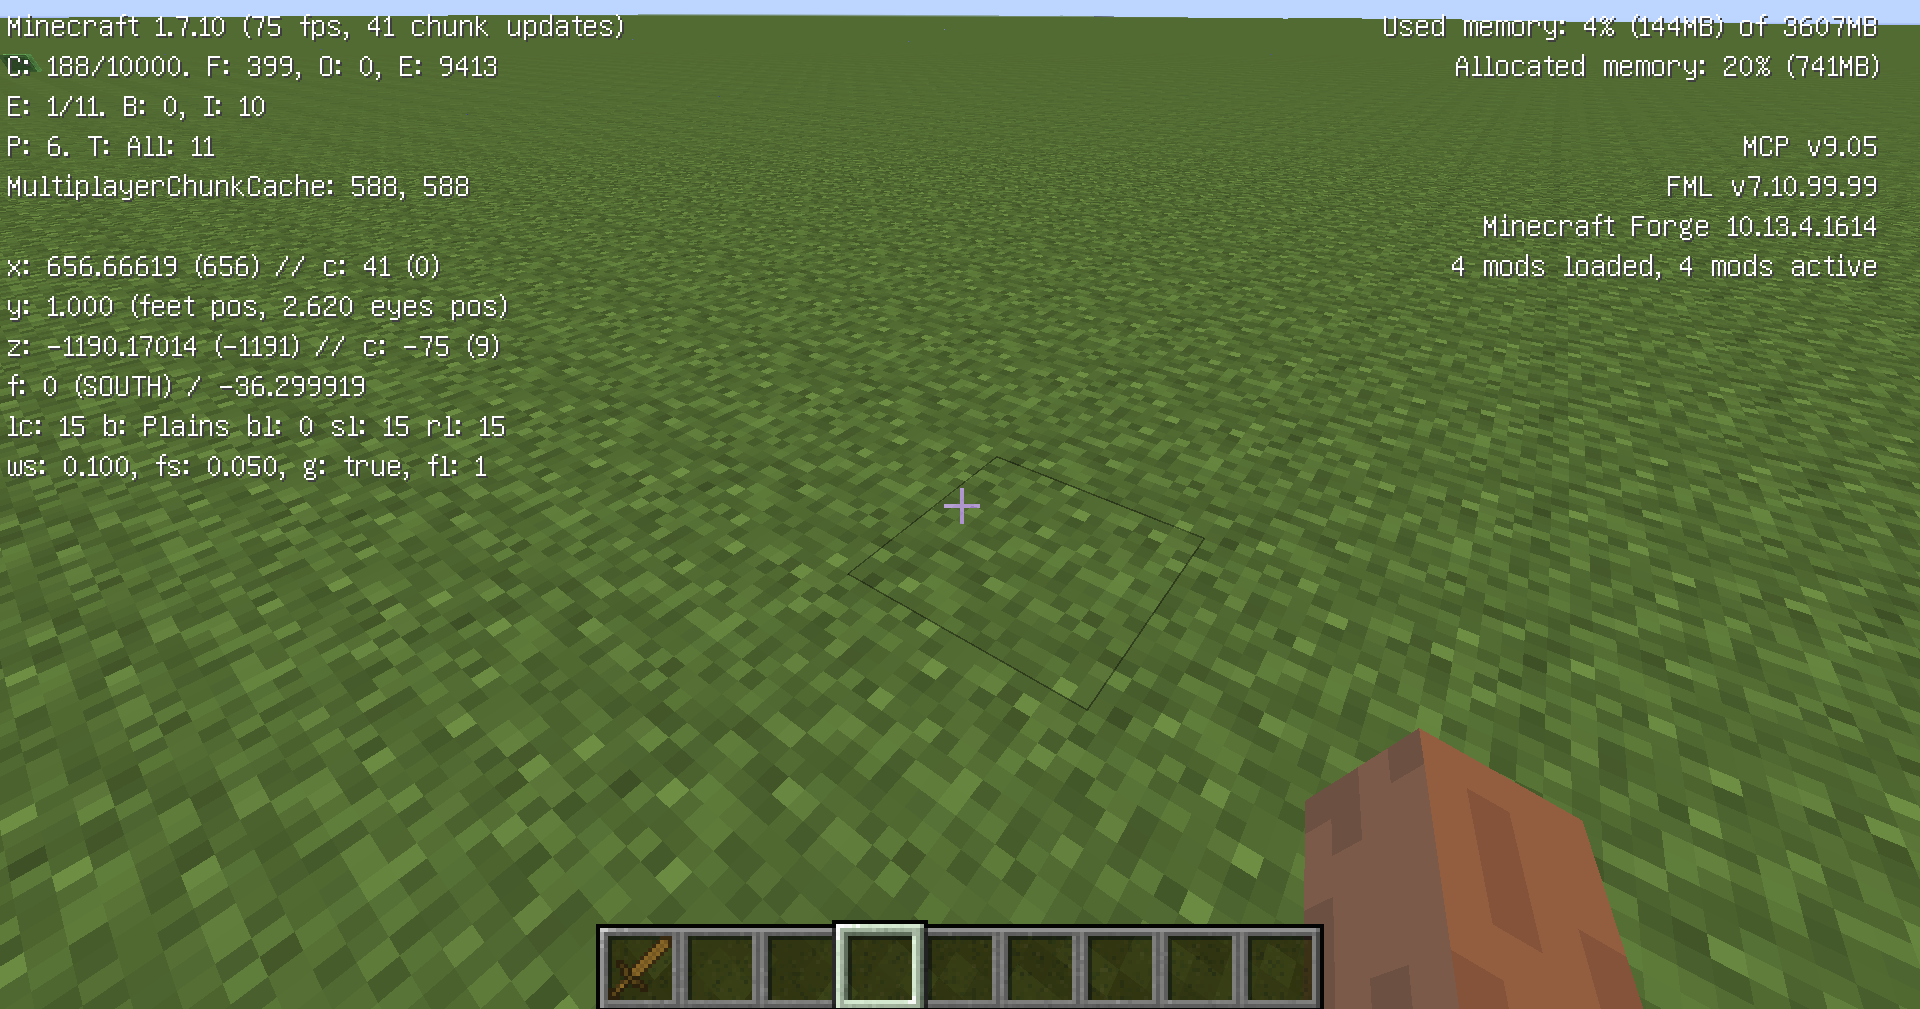 Minecraft 1.7.10 (75 fps, 41 chunk updates)
C: 188/10000. F: 399, O: 0, E: 9413
E: 1/11. B: 0, I: 10
P: 6. T: All: 11
MultiplayerChunkCache: 588, 588
x: 656.66619 (656) // c: 41 (0)
y: 1.000 (feet pos, 2.620 eyes pos)
z: -1190.17014 (-1191) // c: -75 (9)
f: 0 (SOUTH) / -36.299919
lc: 15 b: Plains bl: 0 sl: 15 rl: 15
ws: 0.100, fs: 0.050, g: true, fl: 1
Used memory: 4% (144MB) of 3607MB
Allocated memory: 20% (741MB)
MCP v9.05
FML v7.10.99.99
Minecraft Forge 10.13.4.1614
4 mods loaded, 4 mods active